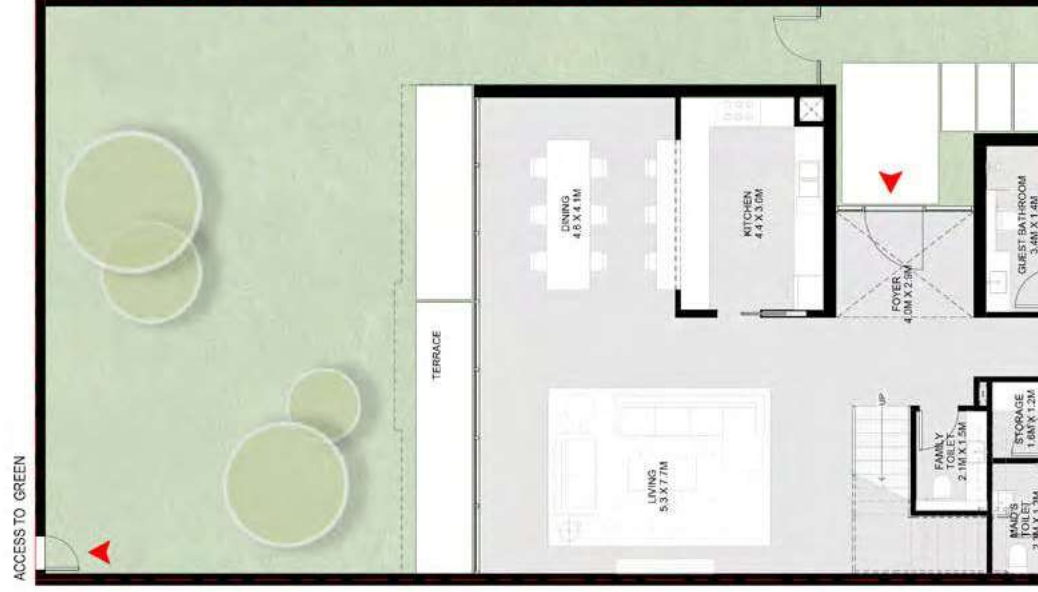 ACCESS TO GREEN
TERRACE
DINING
4.6 X 4.1M
KITCHEN
4.4 X 3.0M
FOYER
4.0M X 2.9M
GUEST BATHROOM
3.4M X 1.4M
LIVING
5.3 X 7.7M
UP
FAMILY
TOILET
2.1M X 1.5M
STORAGE
1.6M X 1.2M
MAID'S
TOILET